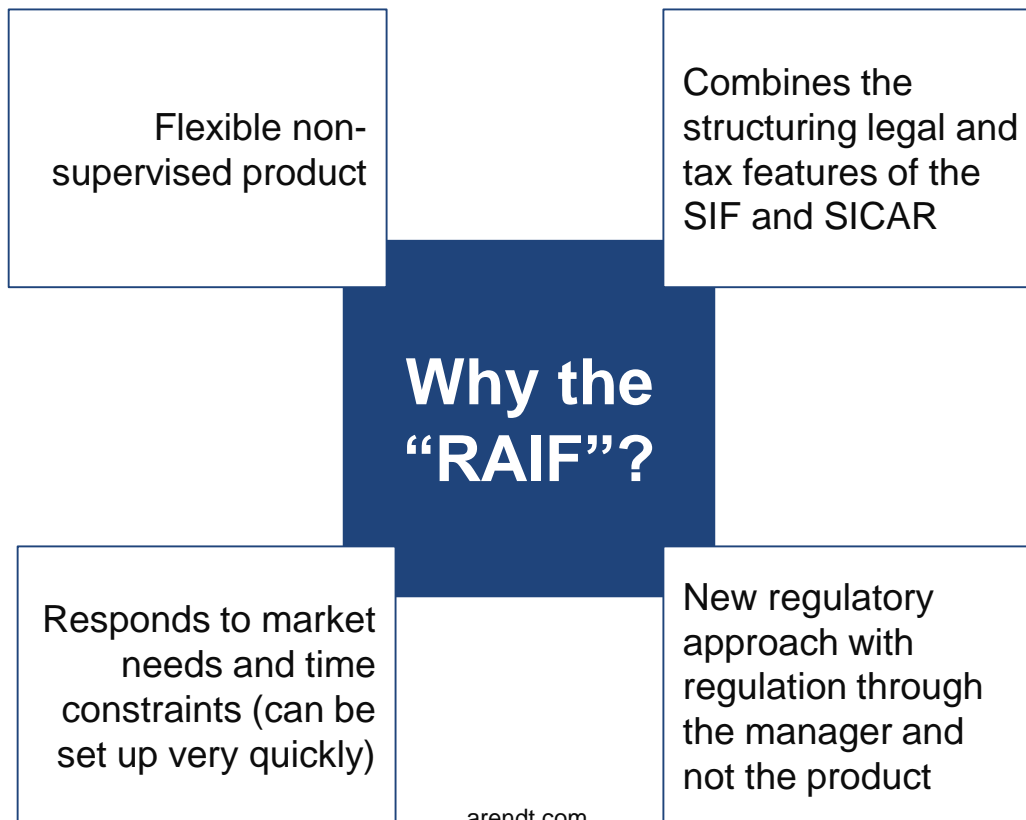 Flexible non-
supervised product
Combines the
structuring legal and
tax features of the
SIF and SICAR
Why the
“RAIF”?
Responds to market
needs and time
constraints (can be
set up very quickly)
New regulatory
approach with
regulation through
the manager and
not the product
arendt.com